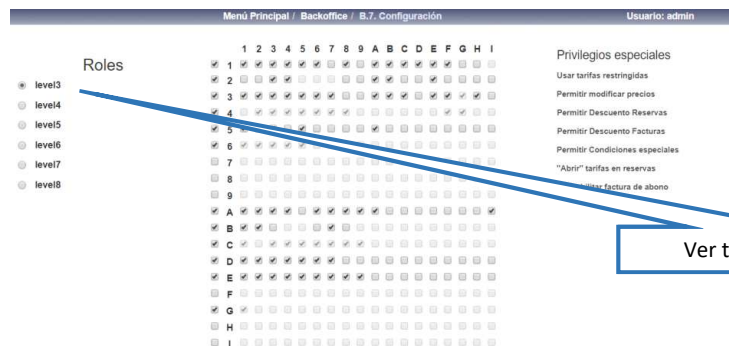 Menú Principal / Backoffice / B.7. Configuración
Usuario: admin
Roles
level3
level4
level5
level6
level7
level8
1 2 3 4 5 6 7 8 9 A B C D E F G H I
1
2
3
4
5
6
7
8
9
A
B
C
D
E
F
G
H
I
Privilegios especiales
Usar tarifas restringidas
Permitir modificar precios
Permitir Descuento Reservas
Permitir Descuento Facturas
Permitir Condiciones especiales
"Abrir" tarifas en reservas
factura de abono
Ver t